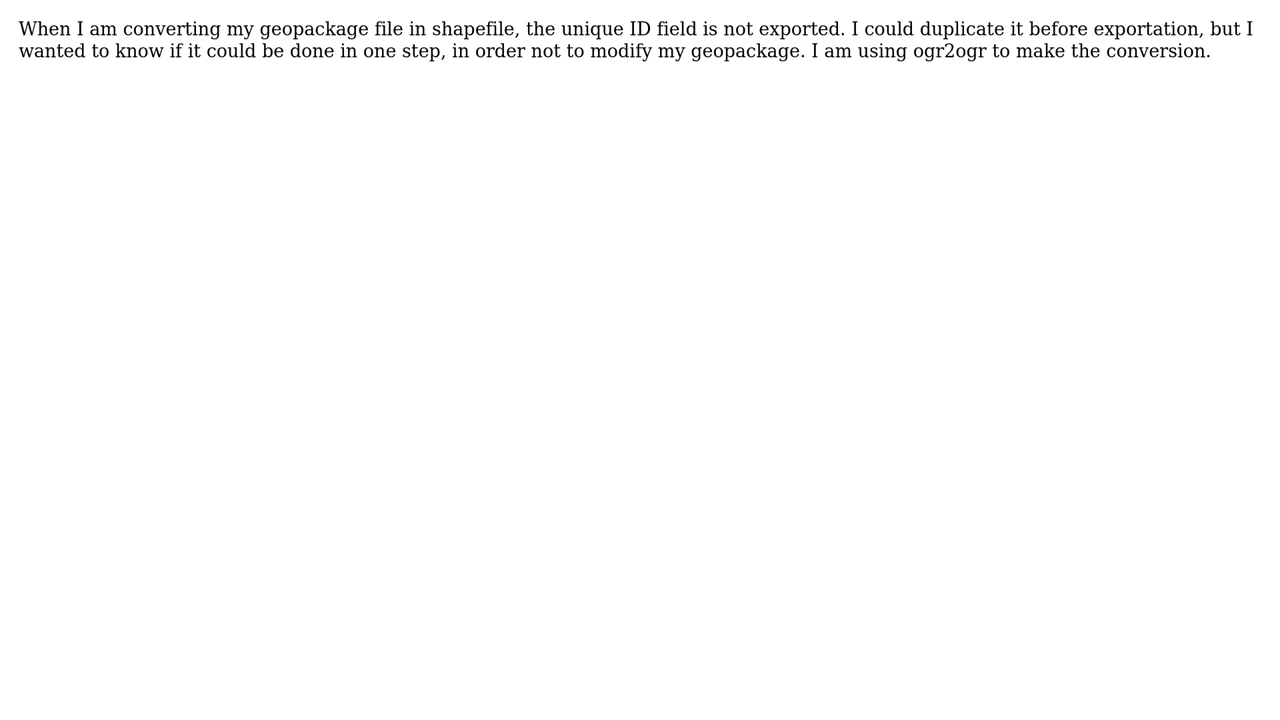 When I am converting my geopackage file in shapefile, the unique ID field is not exported. I could duplicate it before exportation, but I
wanted to know if it could be done in one step, in order not to modify my geopackage. I am using ogr2ogr to make the conversion.